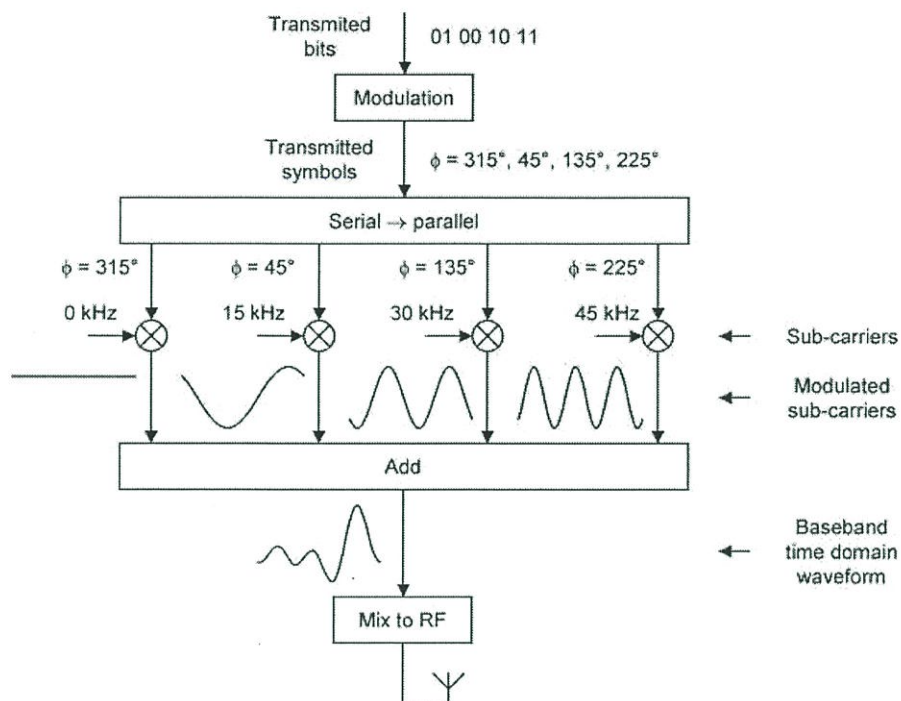 Transmited
bits
01 00 10 11
Modulation
Transmitted
symbols
ϕ = 315°, 45°, 135°, 225°
Serial → parallel
ϕ = 315°
ϕ = 45°
ϕ = 135°
ϕ = 225°
0 kHz
15 kHz
30 kHz
45 kHz
Sub-carriers
Modulated
sub-carriers
Add
Baseband
time domain
waveform
Mix to RF